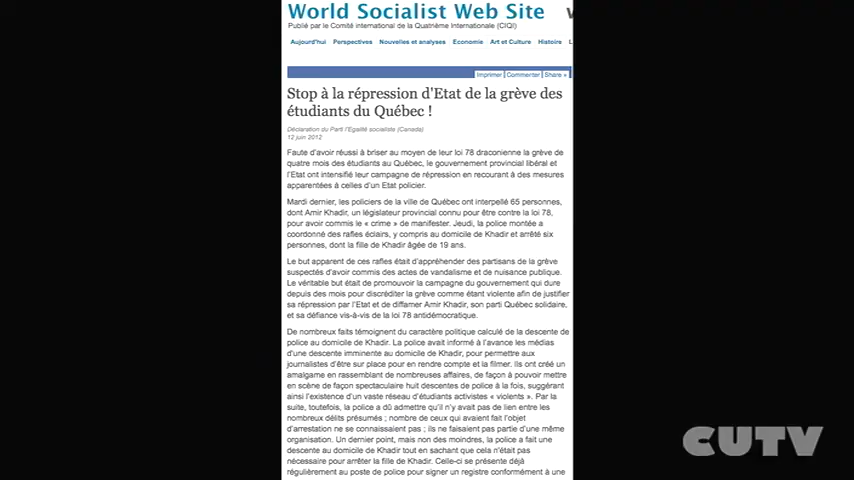 World Socialist Web Site
Publié par le Comité international de la Quatrième Internationale (CIQI)
Aujourd'hui Perspectives Nouvelles et analyses Economie Art et Culture Histoire L
Imprimer Commenter Share »
Stop à la répression d'Etat de la grève des
étudiants du Québec !
Déclaration du Parti l'Egalité socialiste (Canada)
12 juin 2012
Faute d'avoir réussi à briser au moyen de leur loi 78 draconienne la grève de
quatre mois des étudiants au Québec, le gouvernement provincial libéral et
l'Etat ont intensifié leur campagne de répression en recourant à des mesures
apparentées à celles d'un Etat policier.
Mardi dernier, les policiers de la ville de Québec ont interpellé 65 personnes,
dont Amir Khadir, un législateur provincial connu pour être contre la loi 78.
pour avoir commis le « crime » de manifester. Jeudi, la police montée a
coordonné des rafles éclairs, y compris au domicile de Khadir et arrêté six
personnes, dont la fille de Khadir âgée de 19 ans.
Le but apparent de ces rafles était d'appréhender des partisans de la grève
suspectés d'avoir commis des actes de vandalisme et de nuisance publique.
Le véritable but était de promouvoir la campagne du gouvernement qui dure
depuis des mois pour discréditer la grève comme étant violente afin de justifier
sa répression par l'Etat et de diffamer Amir Khadir, son parti Québec solidaire,
et sa défiance vis-à-vis de la loi 78 antidémocratique.
De nombreux faits témoignent du caractère politique calculé de la descente de
police au domicile de Khadir. La police avait informé à l'avance les médias
d'une descente imminente au domicile de Khadir, pour permettre aux
journalistes d'être sur place pour en rendre compte et la filmer. Ils ont créé un
amalgame en rassemblant de nombreuses affaires, de façon à pouvoir mettre
en scène de façon spectaculaire huit descentes de police à la fois, suggérant
ainsi l'existence d'un vaste réseau d'étudiants activistes « violents ». Par la
suite, toutefois, la police a dû admettre qu'il n'y avait pas de lien entre les
nombreux délits présumés ; nombre de ceux qui avaient fait l'objet
d'arrestation ne se connaissaient pas ; ils ne faisaient pas partie d'une même
organisation. Un dernier point, mais non des moindres, la police a fait une
descente au domicile de Khadir tout en sachant que cela n'était pas
nécessaire pour arrêter la fille de Khadir. Celle-ci se présente déjà
régulièrement au poste de police pour signer un registre conformément à une
CUTV